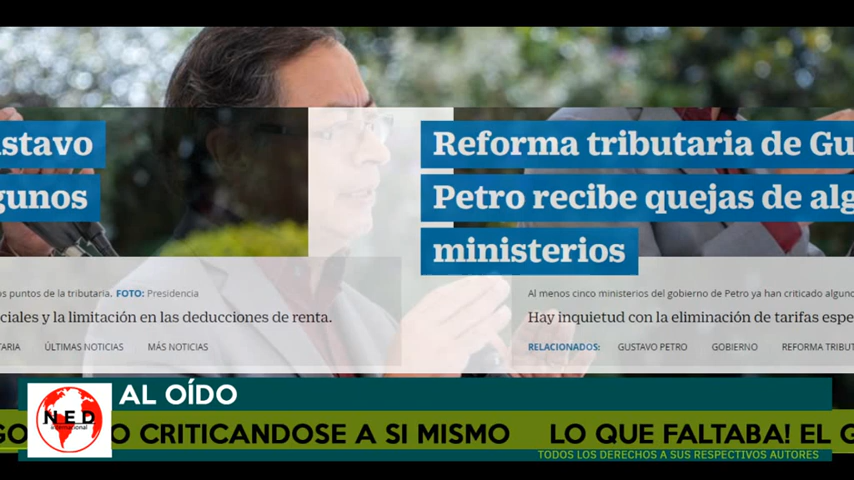 stavo
gunos
Reforma tributaria de Gu
Petro recibe quejas de alg
ministerios
s puntos de la tributaria. FOTO: Presidencia
ciales y la limitación en las deducciones de renta.
TARIA ÚLTIMAS NOTICIAS MÁS NOTICIAS
Al menos cinco ministerios del gobierno de Petro ya han criticado alguno
Hay inquietud con la eliminación de tarifas espe
RELACIONADOS: GUSTAVO PETRO GOBIERNO REFORMA TRIBUT
AL OÍDO
NED
internacional
GO O CRITICANDOSE A SI MISMO LO QUE FALTABA! EL G
TODOS LOS DERECHOS A SUS RESPECTIVOS AUTORES